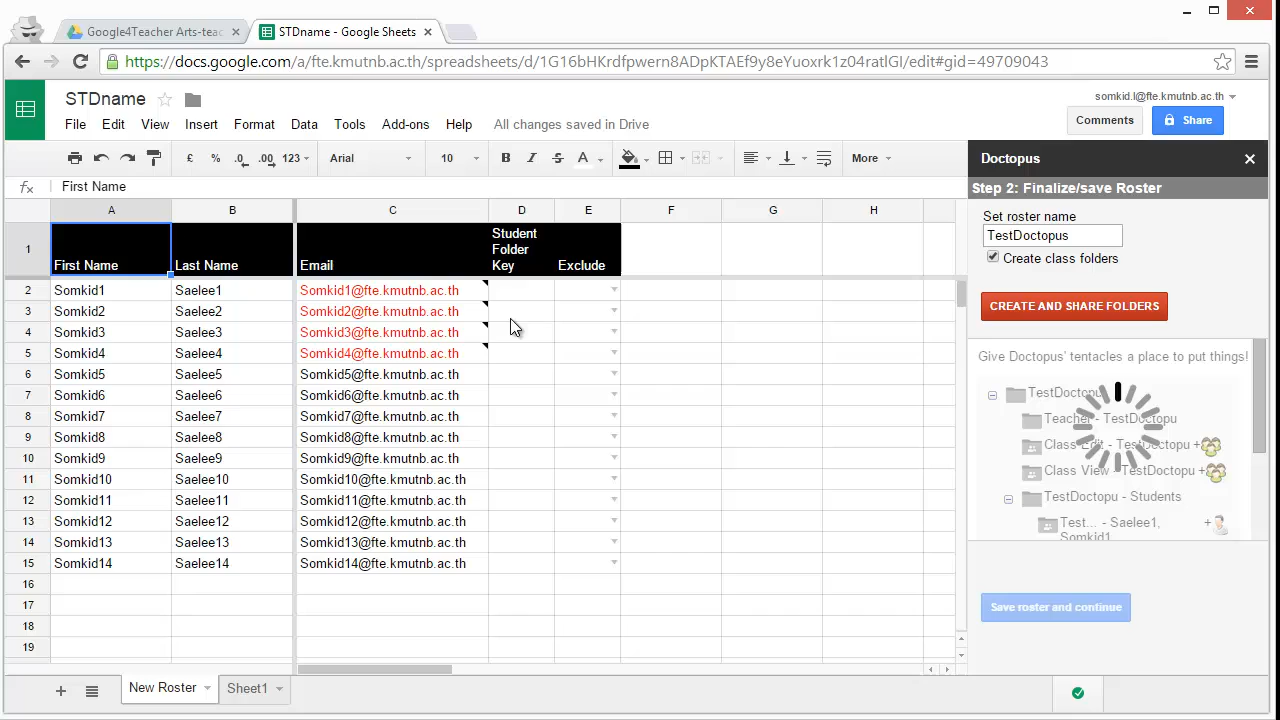 Google4Teacher Arts-teac
STDname - Google Sheets
https://docs.google.com/a/fte.kmutnb.ac.th/spreadsheets/d/1G16bHKrdfpwern8ADpKTAEf9y8eYuoxrk1z04ratlGI/edit#gid=49709043
STDname
somkid.l@fte.kmutnb.ac.th
Comments
Share
File Edit View Insert Format Data Tools Add-ons Help All changes saved in Drive
£ % .0 .00 123 Arial 10 B I S A More
Doctopus
fx First Name
Step 2: Finalize/save Roster
A B C D E F G H
Set roster name
TestDoctopus
Create class folders
CREATE AND SHARE FOLDERS
1 First Name Last Name Email Student Folder Key Exclude
2 Somkid1 Saelee1 Somkid1@fte.kmutnb.ac.th
3 Somkid2 Saelee2 Somkid2@fte.kmutnb.ac.th
4 Somkid3 Saelee3 Somkid3@fte.kmutnb.ac.th
5 Somkid4 Saelee4 Somkid4@fte.kmutnb.ac.th
6 Somkid5 Saelee5 Somkid5@fte.kmutnb.ac.th
7 Somkid6 Saelee6 Somkid6@fte.kmutnb.ac.th
8 Somkid7 Saelee7 Somkid7@fte.kmutnb.ac.th
9 Somkid8 Saelee8 Somkid8@fte.kmutnb.ac.th
10 Somkid9 Saelee9 Somkid9@fte.kmutnb.ac.th
11 Somkid10 Saelee10 Somkid10@fte.kmutnb.ac.th
12 Somkid11 Saelee11 Somkid11@fte.kmutnb.ac.th
13 Somkid12 Saelee12 Somkid12@fte.kmutnb.ac.th
14 Somkid13 Saelee13 Somkid13@fte.kmutnb.ac.th
15 Somkid14 Saelee14 Somkid14@fte.kmutnb.ac.th
16
17
18
19
Give Doctopus' tentacles a place to put things!
TestDoctopu
Teacher - TestDoctopu
Class Edit - TestDoctopu +
Class View - TestDoctopu +
TestDoctopu - Students
Test... - Saelee1, +
Somkid1
Save roster and continue
New Roster
Sheet1